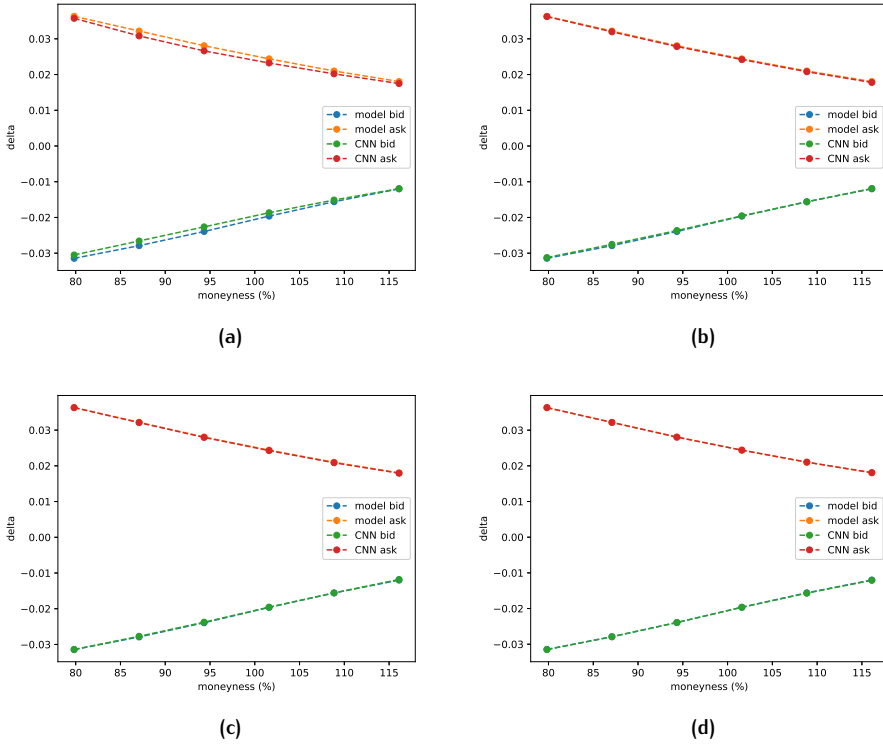 0.03
0.02
0.01
0.00
−0.01
−0.02
−0.03
delta
model bid
model ask
CNN bid
CNN ask
80 85 90 95 100 105 110 115
moneyness (%)
(a)
0.03
0.02
0.01
0.00
−0.01
−0.02
−0.03
delta
model bid
model ask
CNN bid
CNN ask
80 85 90 95 100 105 110 115
moneyness (%)
(b)
0.03
0.02
0.01
0.00
−0.01
−0.02
−0.03
delta
model bid
model ask
CNN bid
CNN ask
80 85 90 95 100 105 110 115
moneyness (%)
(c)
0.03
0.02
0.01
0.00
−0.01
−0.02
−0.03
delta
model bid
model ask
CNN bid
CNN ask
80 85 90 95 100 105 110 115
moneyness (%)
(d)